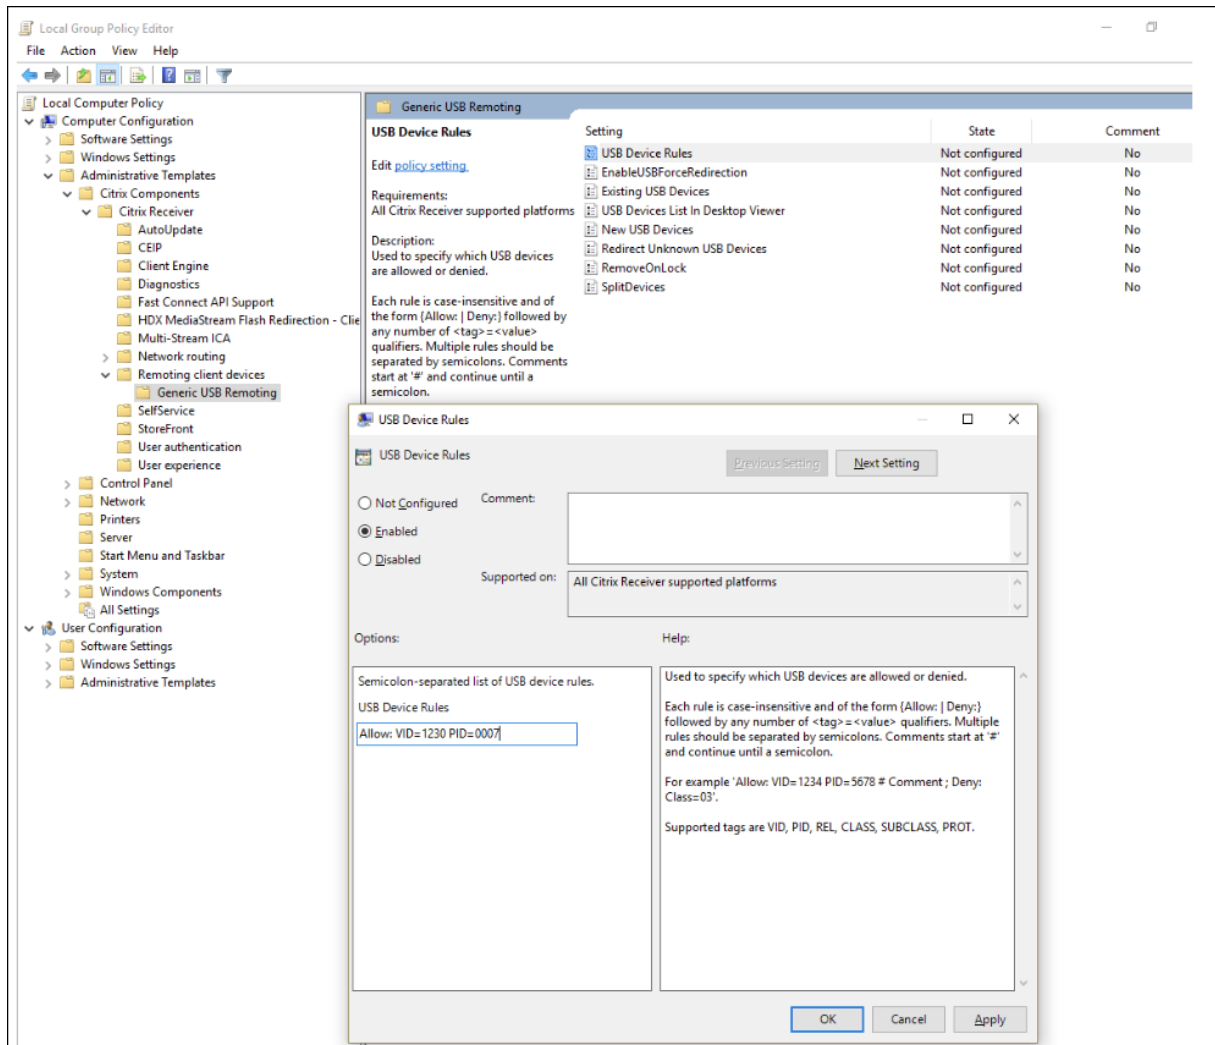 Local Group Policy Editor
File Action View Help
Local Computer Policy
Computer Configuration
Software Settings
Windows Settings
Administrative Templates
Citrix Components
Citrix Receiver
AutoUpdate
CEIP
Client Engine
Diagnostics
Fast Connect API Support
HDX MediaStream Flash Redirection - Clie
Multi-Stream ICA
Network routing
Remoting client devices
Generic USB Remoting
SelfService
StoreFront
User authentication
User experience
Control Panel
Network
Printers
Server
Start Menu and Taskbar
System
Windows Components
All Settings
User Configuration
Software Settings
Windows Settings
Administrative Templates
Generic USB Remoting
USB Device Rules
Edit policy setting
Requirements:
All Citrix Receiver supported platforms
Description:
Used to specify which USB devices
are allowed or denied.
Each rule is case-insensitive and of
the form {Allow: | Deny:} followed by
any number of <tag>=<value>
qualifiers. Multiple rules should be
separated by semicolons. Comments
start at '#' and continue until a
semicolon.
Setting State Comment
USB Device Rules Not configured No
EnableUSBForceRedirection Not configured No
Existing USB Devices Not configured No
USB Devices List In Desktop Viewer Not configured No
New USB Devices Not configured No
Redirect Unknown USB Devices Not configured No
RemoveOnLock Not configured No
SplitDevices Not configured No
USB Device Rules
USB Device Rules
Previous Setting Next Setting
Not Configured
Enabled
Disabled
Comment:
Supported on: All Citrix Receiver supported platforms
Options: Help:
Semicolon-separated list of USB device rules.
USB Device Rules
Allow: VID=1230 PID=0007
Used to specify which USB devices are allowed or denied.
Each rule is case-insensitive and of the form {Allow: | Deny:}
followed by any number of <tag>=<value> qualifiers. Multiple
rules should be separated by semicolons. Comments start at '#'
and continue until a semicolon.
For example 'Allow: VID=1234 PID=5678 # Comment ; Deny:
Class=03'.
Supported tags are VID, PID, REL, CLASS, SUBCLASS, PROT.
OK Cancel Apply